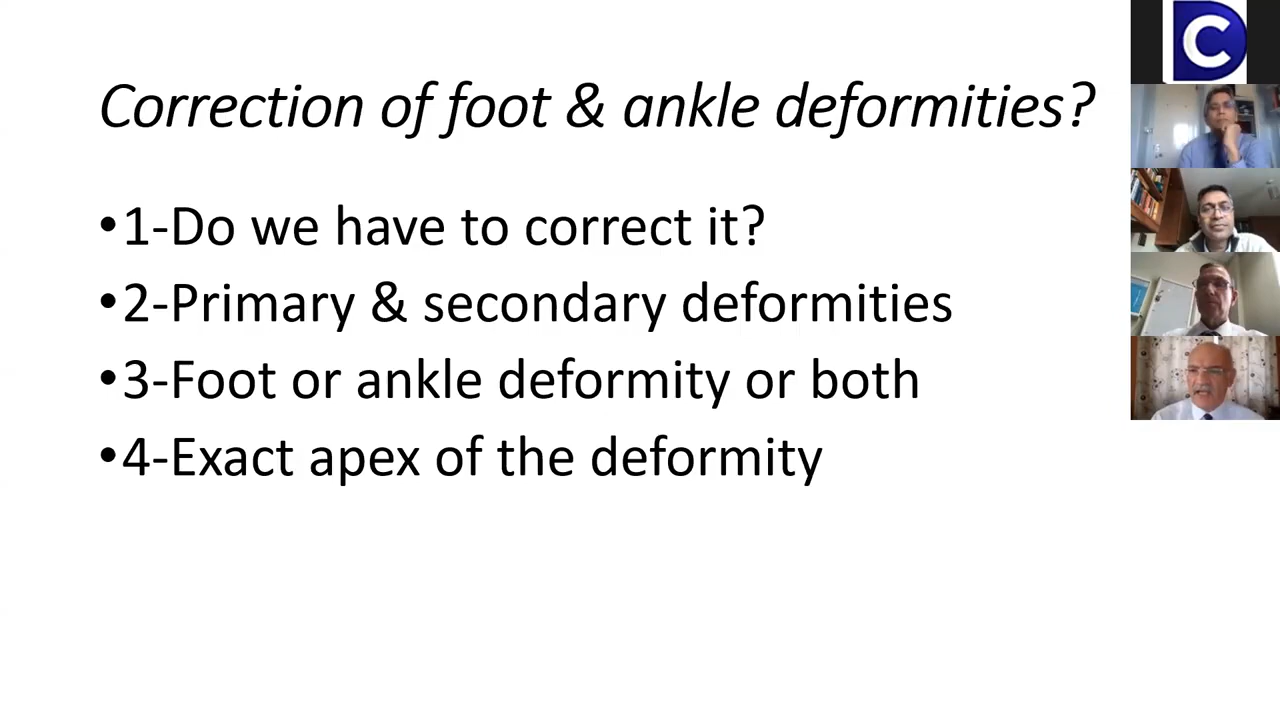 Correction of foot & ankle deformities?
•1-Do we have to correct it?
•2-Primary & secondary deformities
•3-Foot or ankle deformity or both
•4-Exact apex of the deformity
C